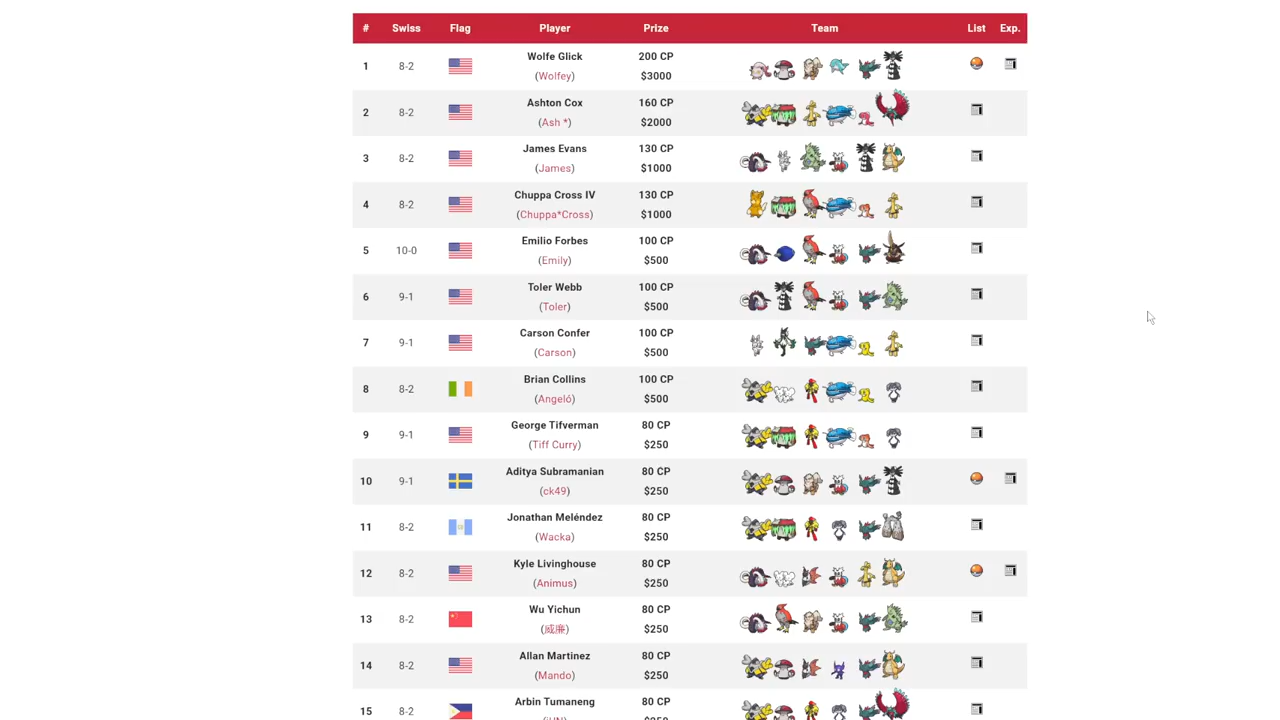 # Swiss Flag Player Prize Team List Exp.
1 8-2 Wolfe Glick (Wolfey) 200 CP $3000
2 8-2 Ashton Cox (Ash *) 160 CP $2000
3 8-2 James Evans (James) 130 CP $1000
4 8-2 Chuppa Cross IV (Chuppa*Cross) 130 CP $1000
5 10-0 Emilio Forbes (Emily) 100 CP $500
6 9-1 Toler Webb (Toler) 100 CP $500
7 9-1 Carson Confer (Carson) 100 CP $500
8 8-2 Brian Collins (Angeló) 100 CP $500
9 9-1 George Tifverman (Tiff Curry) 80 CP $250
10 9-1 Aditya Subramanian (ck49) 80 CP $250
11 8-2 Jonathan Meléndez (Wacka) 80 CP $250
12 8-2 Kyle Livinghouse (Animus) 80 CP $250
13 8-2 Wu Yichun (威廉) 80 CP $250
14 8-2 Allan Martinez (Mando) 80 CP $250
15 8-2 Arbin Tumaneng 80 CP